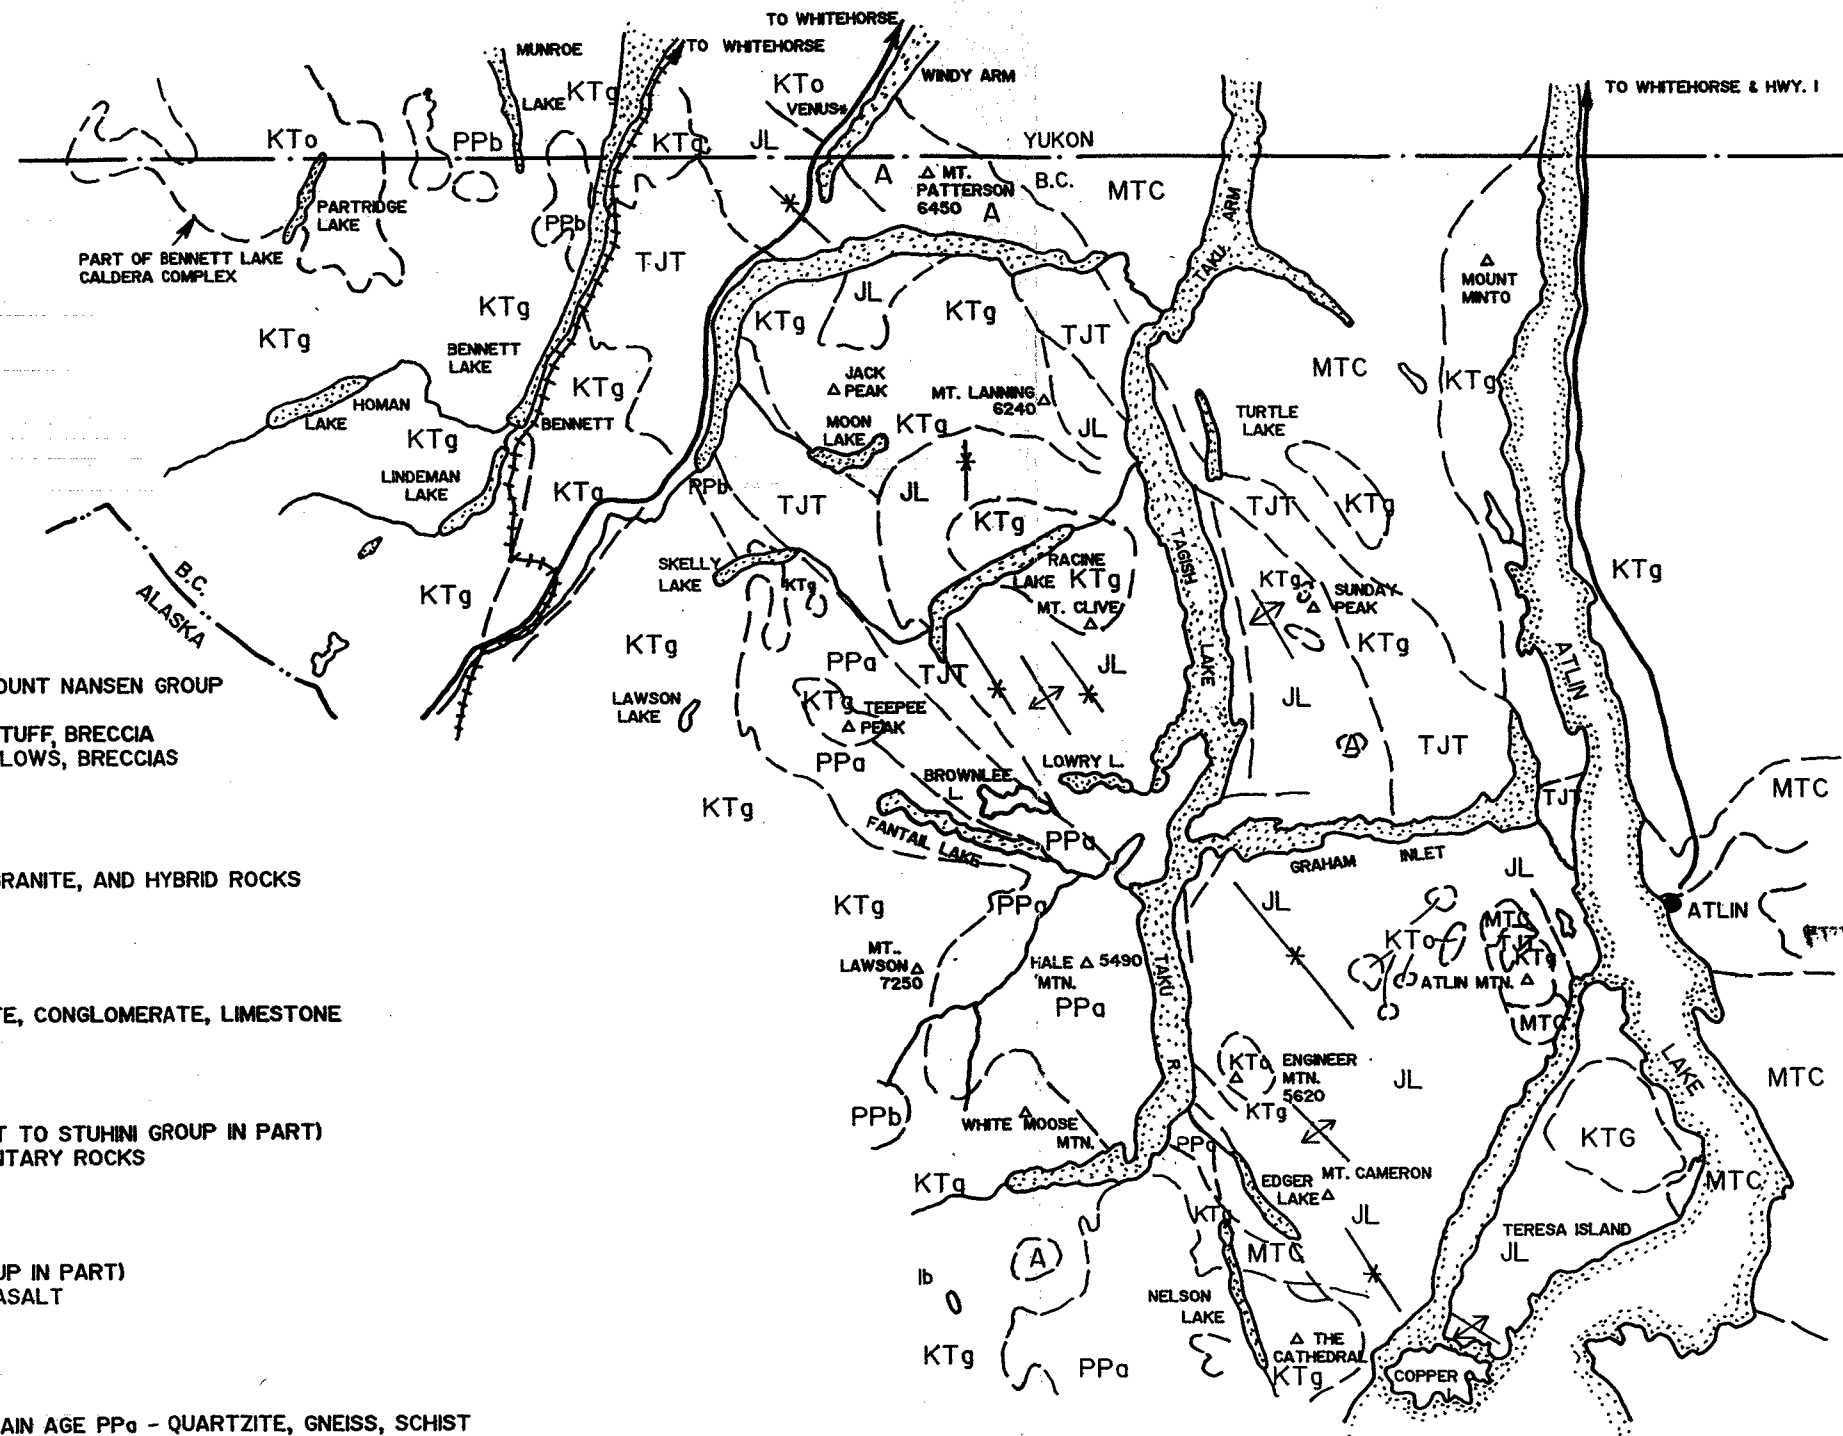 TO WHITEHORSE
MUNROE
TO WHITEHORSE
WINDY ARM
KTo
TO WHITEHORSE & HWY. I
LAKE
KTg
VENUS
KTo
PPb
KTg
JL
YUKON
A
MT.
PATTERSON
6450
B.C.
A
MTC
PARTRIDGE
LAKE
PPb
TAKU ARM
PART OF BENNETT LAKE
CALDERA COMPLEX
TJT
MOUNT
MINTO
JL
KTg
KTg
KTg
KTg
TJT
BENNETT
LAKE
JACK
PEAK
MTC
KTg
KTg
MT. LANNING
6240
HOMAN
LAKE
BENNETT
MOON
LAKE
KTg
JL
TURTLE
LAKE
KTg
LINDEMAN
LAKE
KTg
PPb
TJT
JL
KTg
TJT
KTg
SKELLY
LAKE
KTg
RACINE
LAKE
KTg
TAGISH
LAKE
KTg
SUNDAY
PEAK
KTg
B.C.
ALASKA
KTg
MT. CLIVE
KTg
KTg
PPa
TJT
JL
ATLIN
OUNT NANSEN GROUP
LAWSON
LAKE
KTg
TEEPEE
PEAK
JL
TUFF, BRECCIA
LOWS, BRECCIAS
A
TJT
PPa
BROWNLEE
L.
LOWRY L.
MTC
KTg
TJT
FANTAIL LAKE
PPa
GRAHAM INLET
JL
GRANITE, AND HYBRID ROCKS
KTg
PPa
JL
ATLIN
MTC
TJT
KTo
KTg
MT.
LAWSON
7250
HALE 5490
MTN.
TAKU
R.
ATLIN MTN.
PPa
MTC
TE, CONGLOMERATE, LIMESTONE
KTo
ENGINEER
MTN.
5620
JL
LAKE
MTC
KTg
PPb
WHITE MOOSE
MTN.
T TO STUHINI GROUP IN PART)
NTARY ROCKS
PPa
KTG
KTg
EDGER
LAKE
MT. CAMERON
MTC
KTg
JL
TERESA ISLAND
JL
A
MTC
UP IN PART)
ASALT
lb
NELSON
LAKE
KTg
PPa
THE
CATHEDRAL
KTg
COPPER
I.
AIN AGE PPa - QUARTZITE, GNEISS, SCHIST